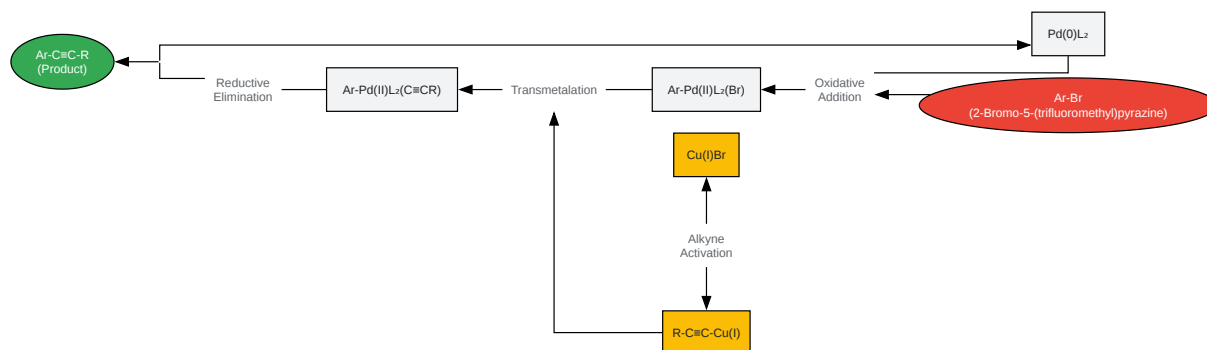 Pd(0)L₂
Ar-C≡C-R
(Product)
Reductive
Elimination
Ar-Pd(II)L₂(C≡CR)
Transmetalation
Ar-Pd(II)L₂(Br)
Oxidative
Addition
Ar-Br
(2-Bromo-5-(trifluoromethyl)pyrazine)
Cu(I)Br
Alkyne
Activation
R-C≡C-Cu(I)